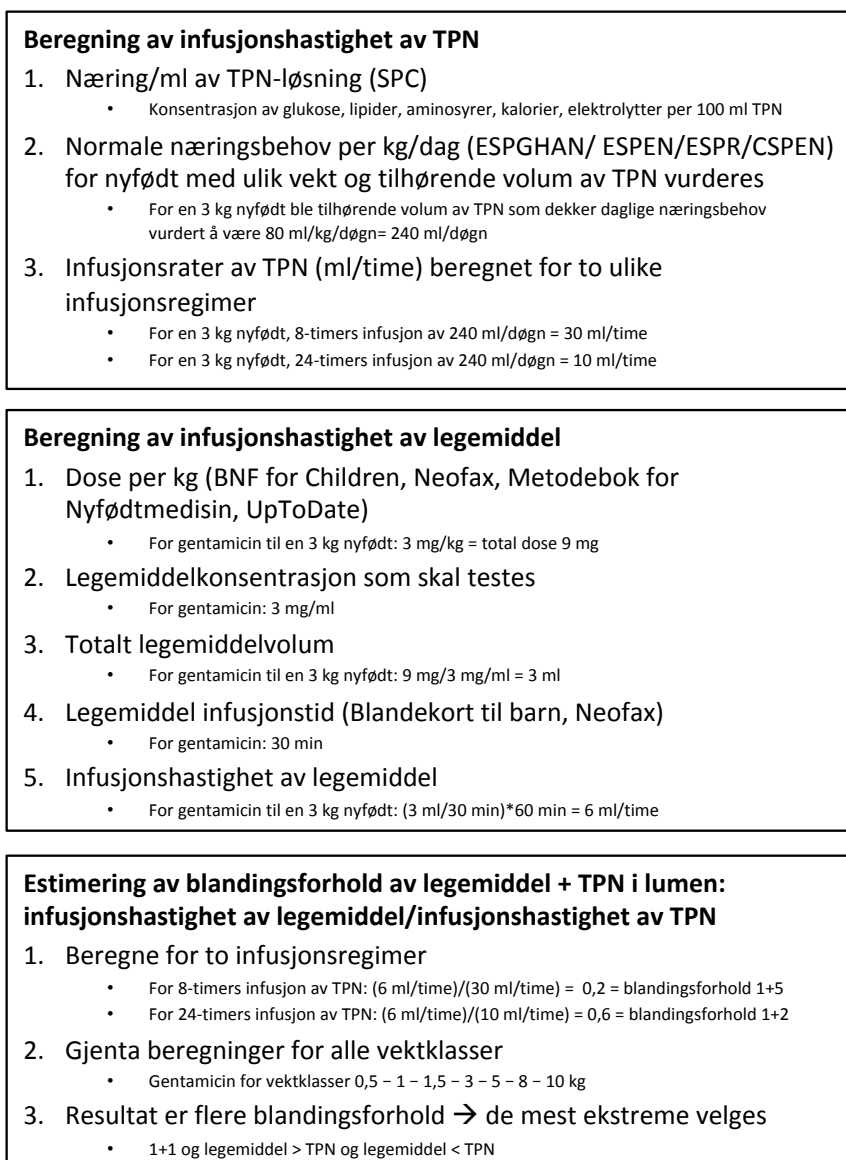 Beregning av infusjonshastighet av TPN
1. Næring/ml av TPN-løsning (SPC)
• Konsentrasjon av glukose, lipider, aminosyrer, kalorier, elektrolytter per 100 ml TPN
2. Normale næringsbehov per kg/dag (ESPGHAN/ ESPEN/ESPR/CSPEN)
for nyfødt med ulik vekt og tilhørende volum av TPN vurderes
• For en 3 kg nyfødt ble tilhørende volum av TPN som dekker daglige næringsbehov
vurdert å være 80 ml/kg/døgn= 240 ml/døgn
3. Infusjonsrater av TPN (ml/time) beregnet for to ulike
infusjonsregimer
• For en 3 kg nyfødt, 8-timers infusjon av 240 ml/døgn = 30 ml/time
• For en 3 kg nyfødt, 24-timers infusjon av 240 ml/døgn = 10 ml/time
Beregning av infusjonshastighet av legemiddel
1. Dose per kg (BNF for Children, Neofax, Metodebok for
Nyfødtmedisin, UpToDate)
• For gentamicin til en 3 kg nyfødt: 3 mg/kg = total dose 9 mg
2. Legemiddelkonsentrasjon som skal testes
• For gentamicin: 3 mg/ml
3. Totalt legemiddelvolum
• For gentamicin til en 3 kg nyfødt: 9 mg/3 mg/ml = 3 ml
4. Legemiddel infusjonstid (Blandekort til barn, Neofax)
• For gentamicin: 30 min
5. Infusjonshastighet av legemiddel
• For gentamicin til en 3 kg nyfødt: (3 ml/30 min)*60 min = 6 ml/time
Estimering av blandingsforhold av legemiddel + TPN i lumen:
infusjonshastighet av legemiddel/infusjonshastighet av TPN
1. Beregne for to infusjonsregimer
• For 8-timers infusjon av TPN: (6 ml/time)/(30 ml/time) = 0,2 = blandingsforhold 1+5
• For 24-timers infusjon av TPN: (6 ml/time)/(10 ml/time) = 0,6 = blandingsforhold 1+2
2. Gjenta beregninger for alle vektklasser
• Gentamicin for vektklasser 0,5 − 1 − 1,5 − 3 − 5 − 8 − 10 kg
3. Resultat er flere blandingsforhold → de mest ekstreme velges
• 1+1 og legemiddel > TPN og legemiddel < TPN